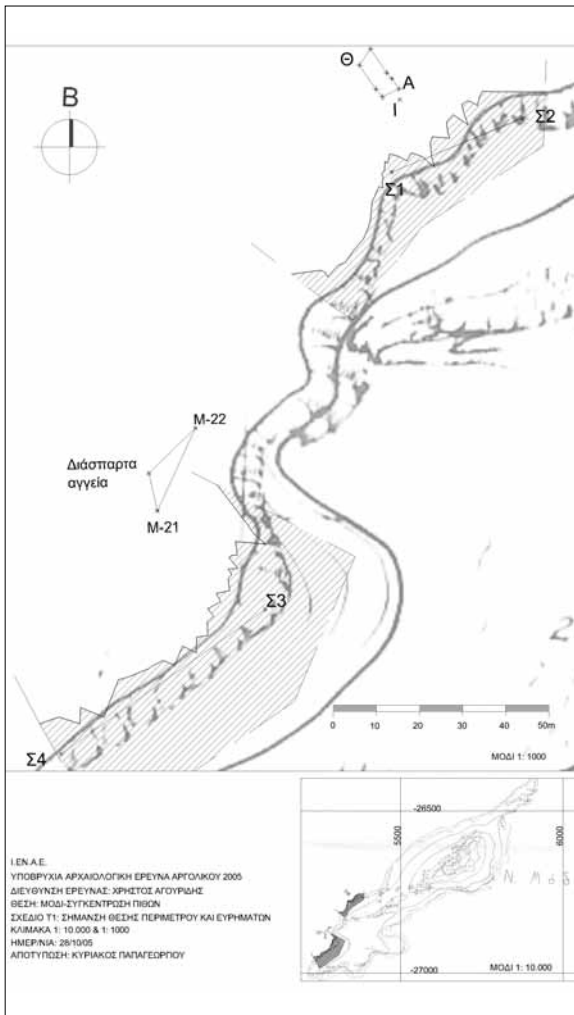 Θ
Α
Ι
Β
Σ2
Σ1
Μ-22
Διάσπαρτα
αγγεία
Μ-21
Σ3
2
0 10 20 30 40 50m
ΜΟΔΙ 1: 1000
Σ4
-26500
5500
6000
-27000
ΜΟΔΙ 1: 10.000
Ι.ΕΝ.Α.Ε.
ΥΠΟΒΡΥΧΙΑ ΑΡΧΑΙΟΛΟΓΙΚΗ ΕΡΕΥΝΑ ΑΡΓΟΛΙΚΟΥ 2005
ΔΙΕΥΘΥΝΣΗ ΕΡΕΥΝΑΣ: ΧΡΗΣΤΟΣ ΑΓΟΥΡΙΔΗΣ
ΘΕΣΗ: ΜΟΔΙ-ΣΥΓΚΕΝΤΡΩΣΗ ΠΙΘΩΝ
ΣΧΕΔΙΟ Τ1: ΣΗΜΑΝΣΗ ΘΕΣΗΣ ΠΕΡΙΜΕΤΡΟΥ ΚΑΙ ΕΥΡΗΜΑΤΩΝ
ΚΛΙΜΑΚΑ 1: 10.000 & 1: 1000
ΗΜΕΡ/ΝΙΑ: 28/10/05
ΑΠΟΤΥΠΩΣΗ: ΚΥΡΙΑΚΟΣ ΠΑΠΑΓΕΩΡΓΙΟΥ